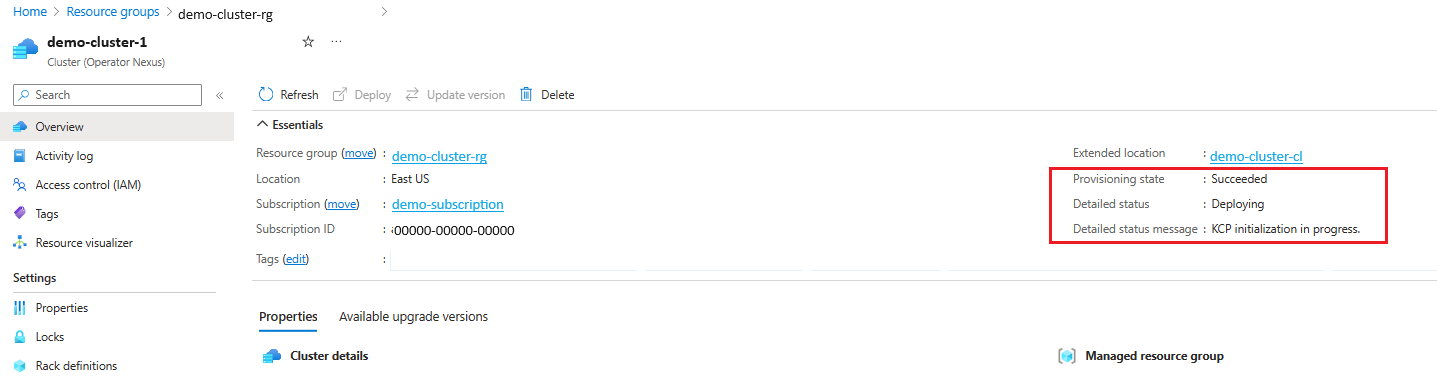 Home > Resource groups > demo-cluster-rg >
demo-cluster-1 ☆ ...
Cluster (Operator Nexus)
Search «
Refresh Deploy Update version Delete
Overview
Activity log
Access control (IAM)
Tags
Resource visualizer
Settings
Properties
Locks
Rack definitions
Essentials
Resource group (move) : demo-cluster-rg
Location : East US
Subscription (move) : demo-subscription
Subscription ID : 00000-00000-00000
Tags (edit) :
Extended location : demo-cluster-cl
Provisioning state : Succeeded
Detailed status : Deploying
Detailed status message : KCP initialization in progress.
Properties Available upgrade versions
Cluster details
Managed resource group